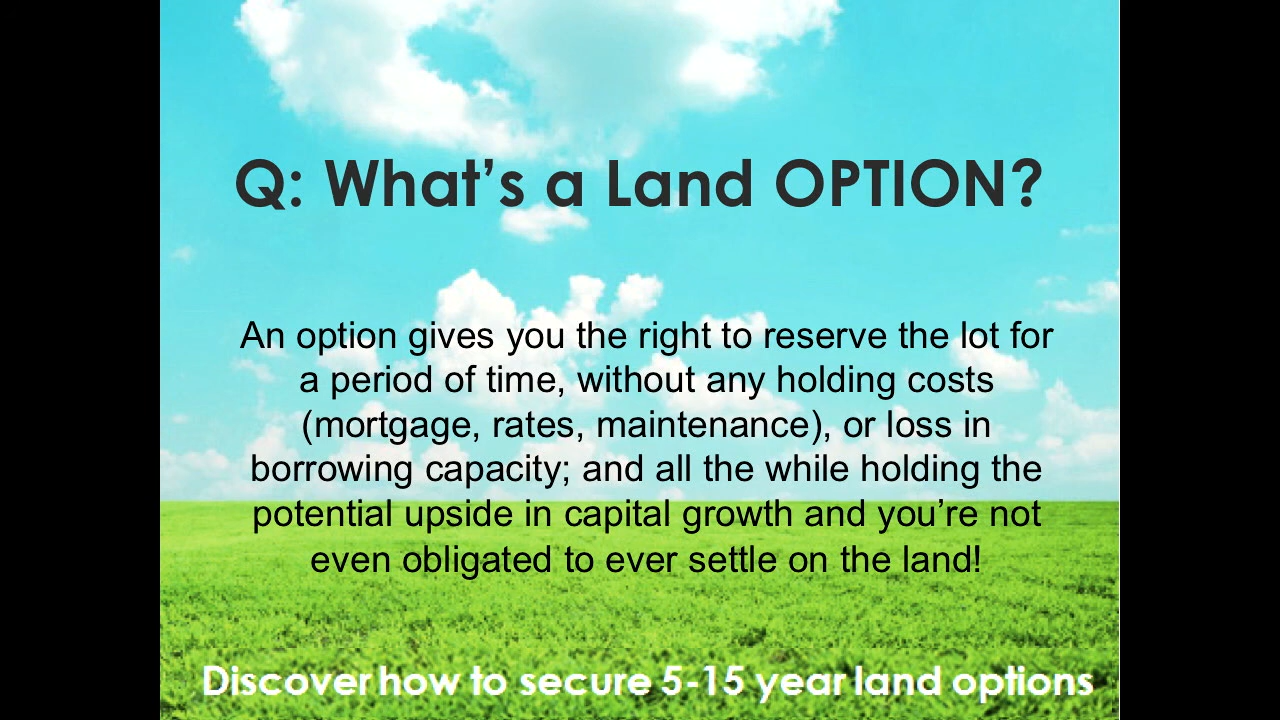 Q: What’s a Land OPTION?
An option gives you the right to reserve the lot for
a period of time, without any holding costs
(mortgage, rates, maintenance), or loss in
borrowing capacity; and all the while holding the
potential upside in capital growth and you’re not
even obligated to ever settle on the land!
Discover how to secure 5-15 year land options